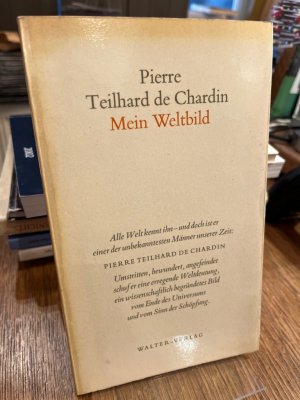 Pierre
Teilhard de Chardin
Mein Weltbild
Alle Welt kennt ihn – und doch ist er
einer der unbekanntesten Männer unserer Zeit:
PIERRE TEILHARD DE CHARDIN
Umstritten, bewundert, angefeindet
schuf er eine erregende Weltdeutung,
ein wissenschaftlich begründetes Bild
vom Ende des Universums
und vom Sinn der Schöpfung.
WALTER-VERLAG